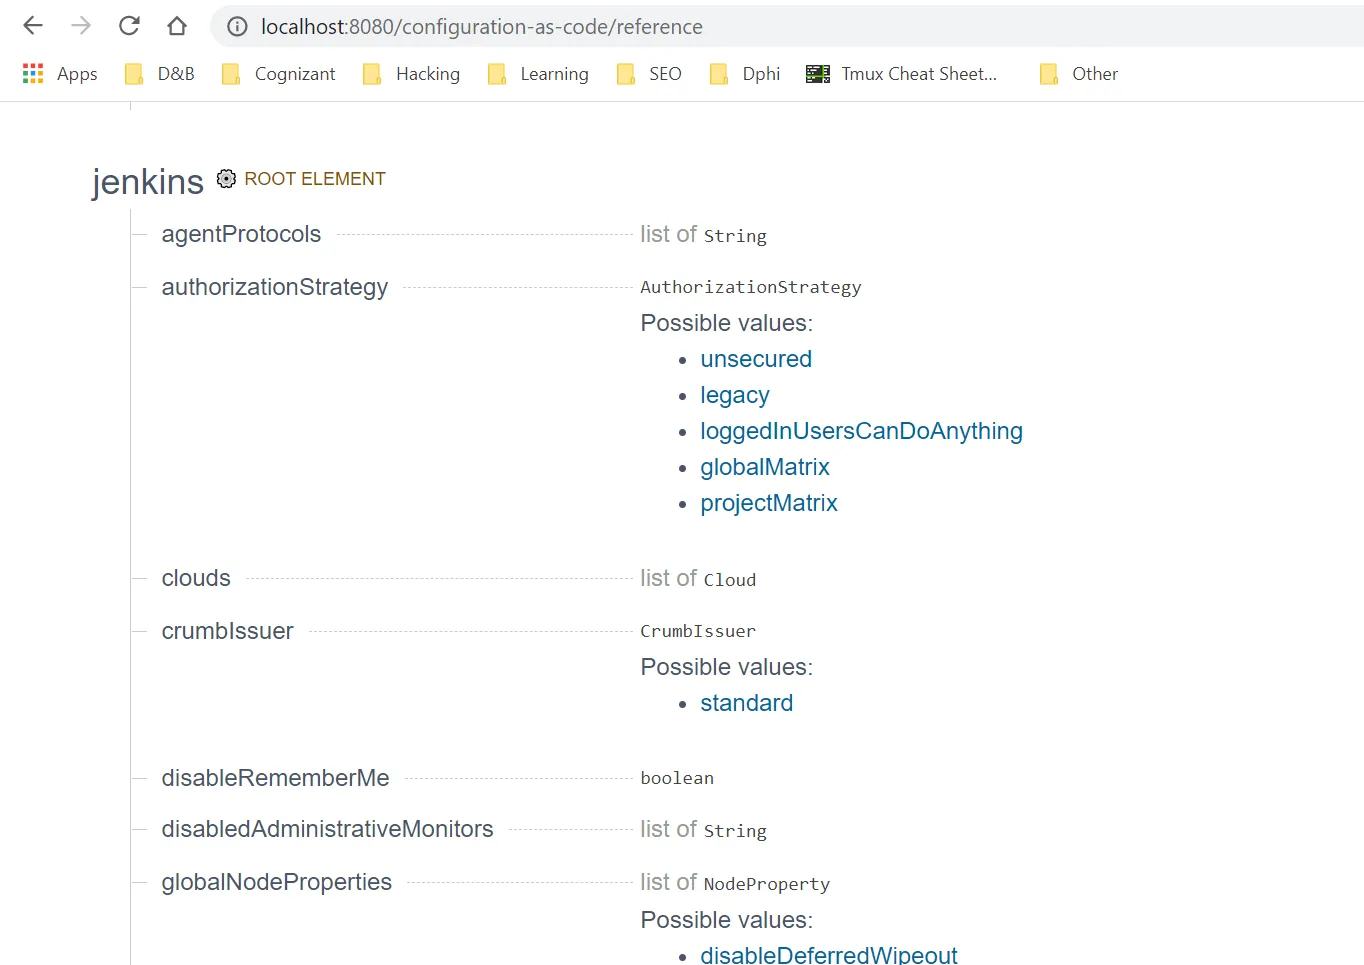 localhost:8080/configuration-as-code/reference
Apps D&B Cognizant Hacking Learning SEO Dphi Tmux Cheat Sheet... Other
jenkins ROOT ELEMENT
agentProtocols list of String
authorizationStrategy AuthorizationStrategy
Possible values:
• unsecured
• legacy
• loggedInUsersCanDoAnything
• globalMatrix
• projectMatrix
clouds list of Cloud
crumbIssuer CrumbIssuer
Possible values:
• standard
disableRememberMe boolean
disabledAdministrativeMonitors list of String
globalNodeProperties list of NodeProperty
Possible values:
• disableDeferredWipeout